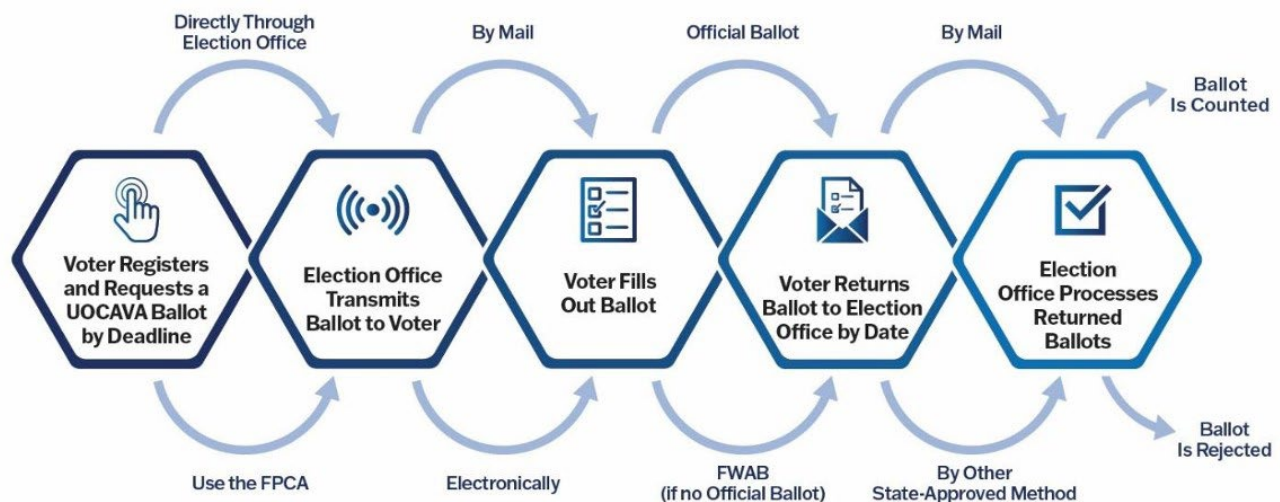 Directly Through
Election Office
By Mail
Official Ballot
By Mail
Ballot
Is Counted
Voter Registers
and Requests a
UOCAVA Ballot
by Deadline
Election Office
Transmits
Ballot to Voter
Voter Fills
Out Ballot
Voter Returns
Ballot to Election
Office by Date
Election
Office Processes
Returned
Ballots
Use the FPCA
Electronically
FWAB
(if no Official Ballot)
By Other
State-Approved Method
Ballot
Is Rejected